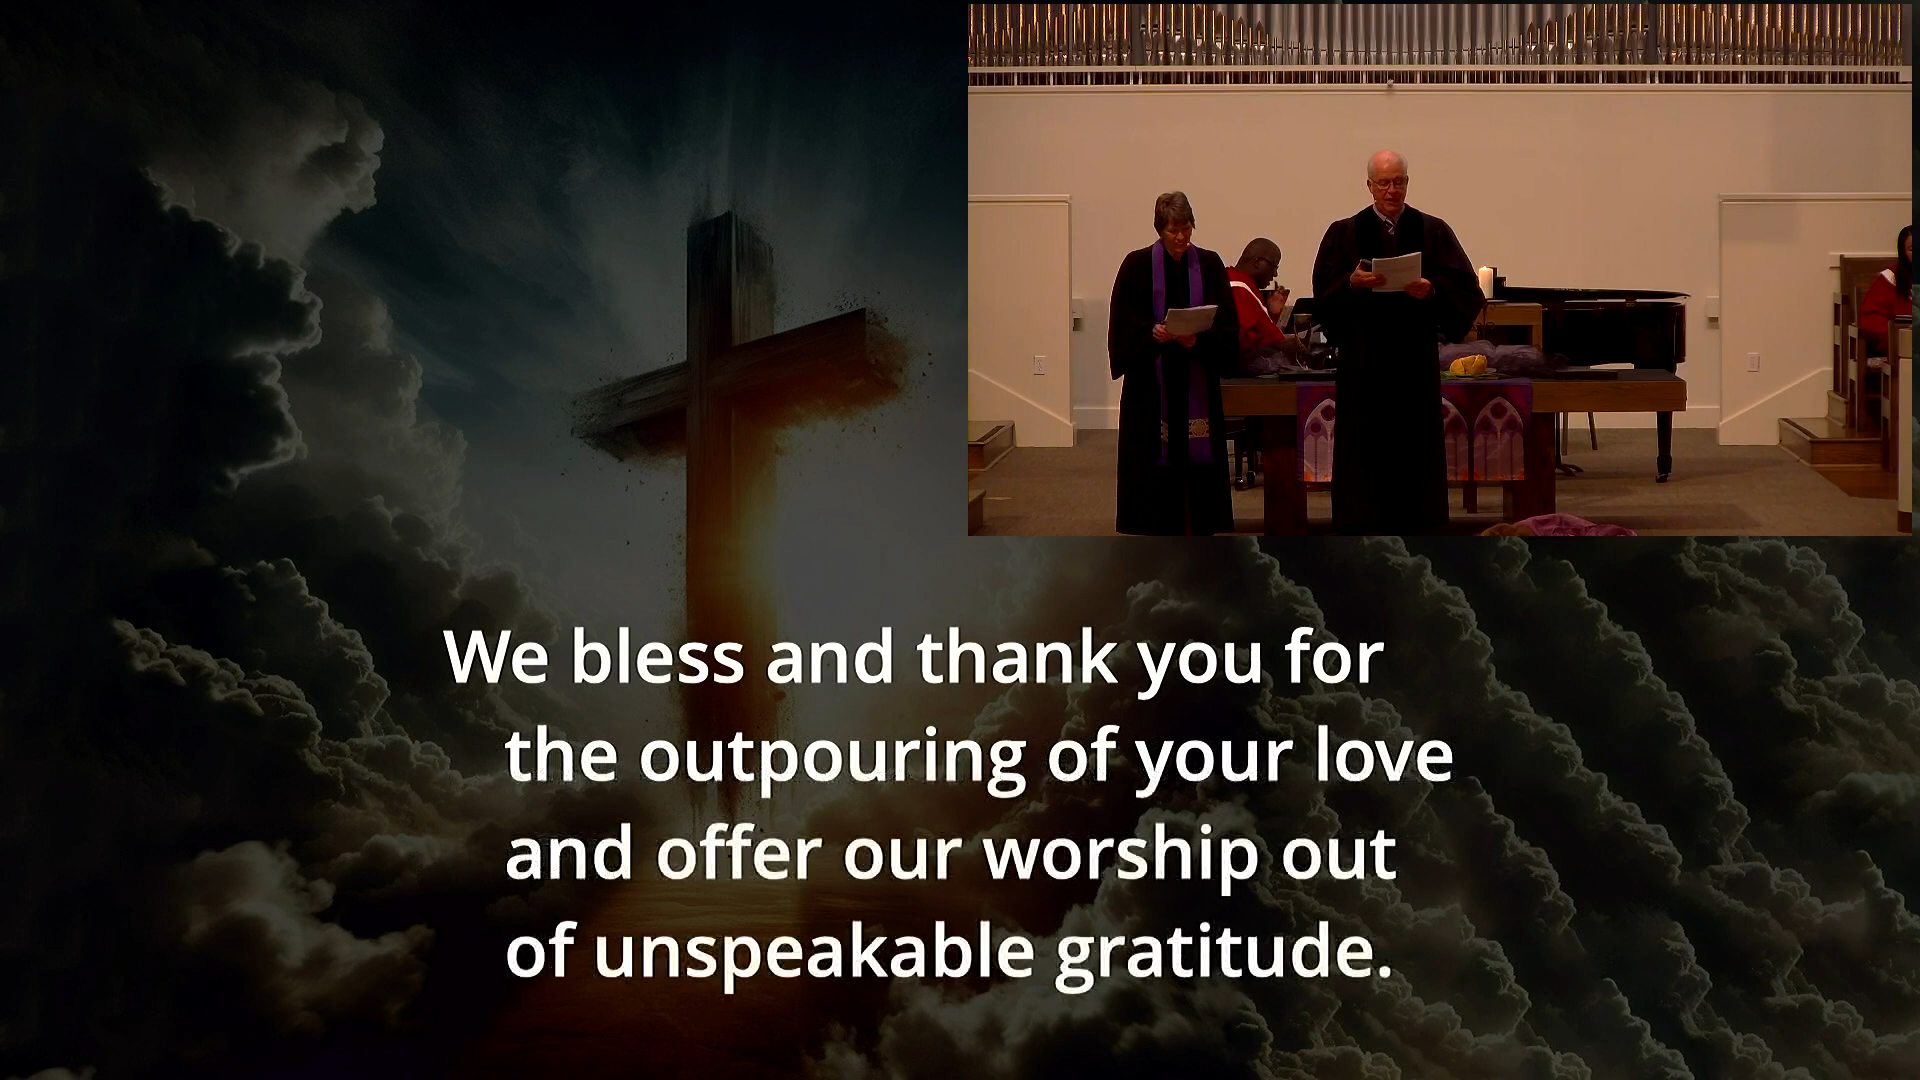 We bless and thank you for
the outpouring of your love
and offer our worship out
of unspeakable gratitude.